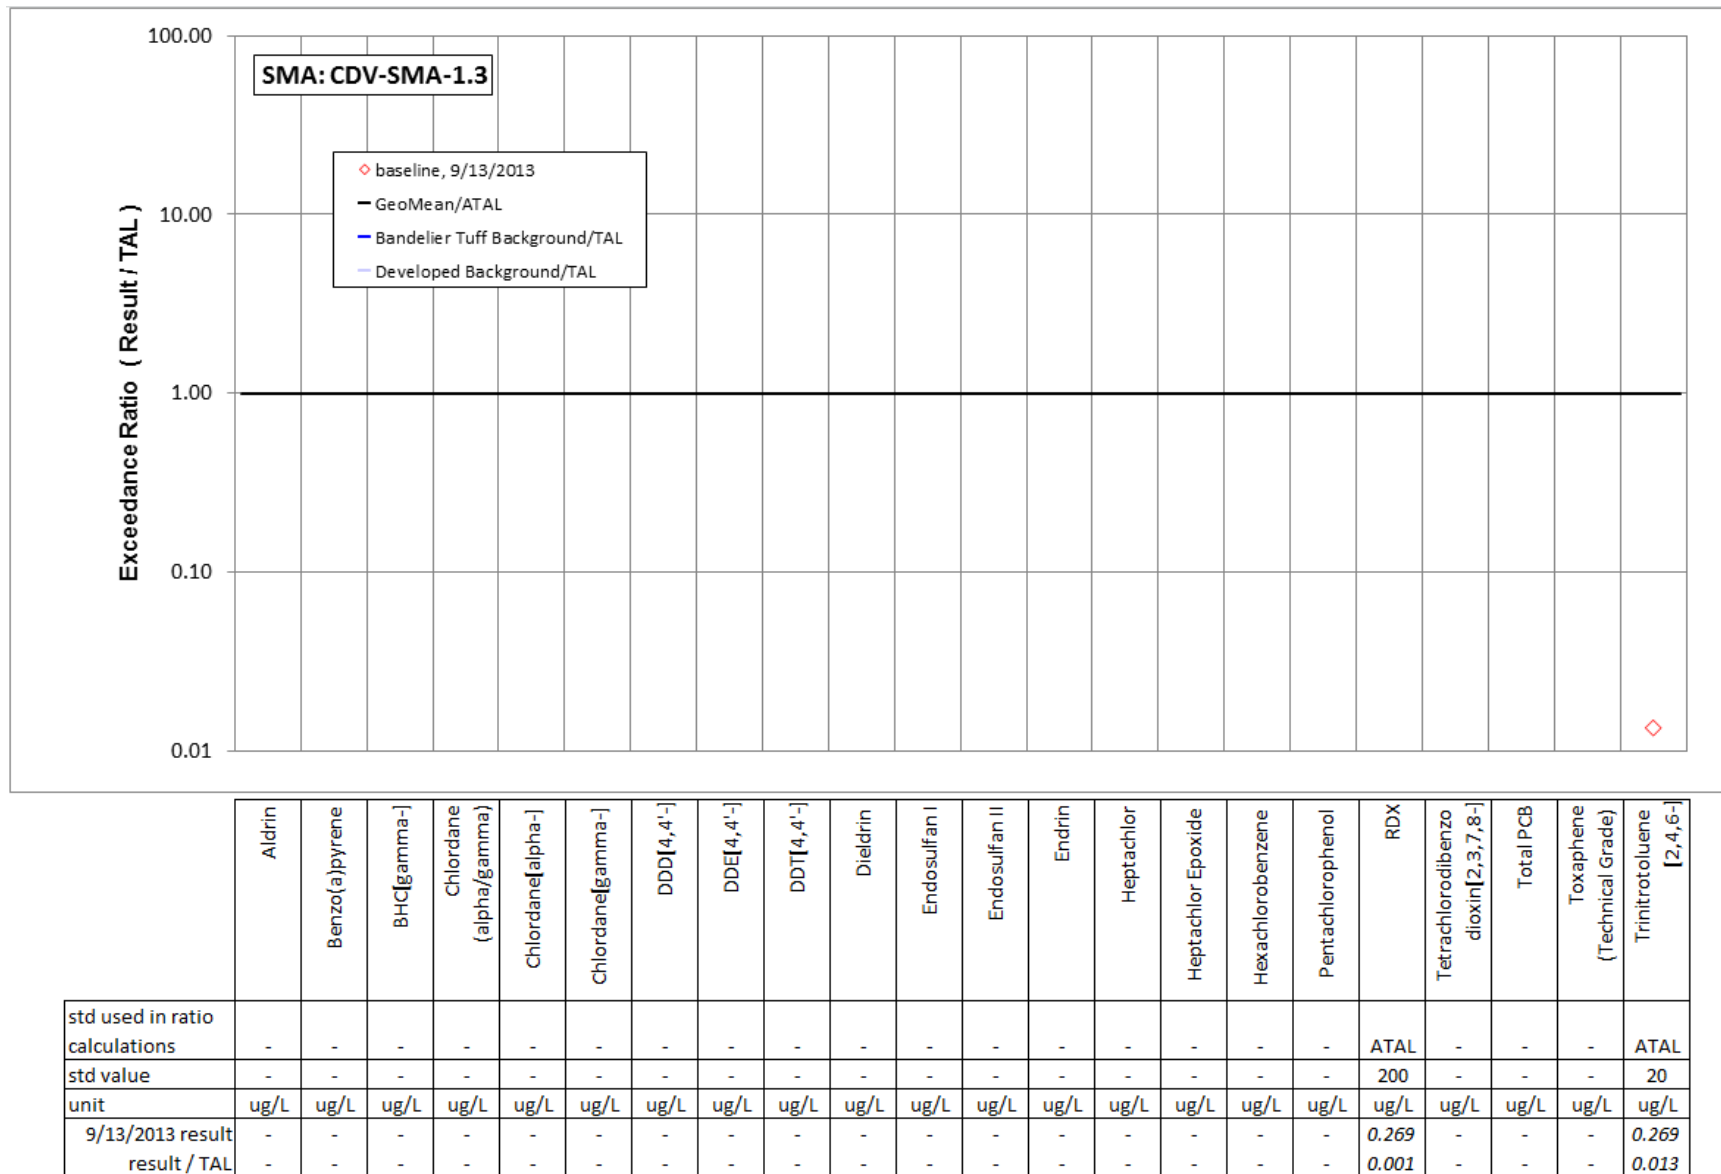 100.00
SMA: CDV-SMA-1.3
baseline, 9/13/2013
GeoMean/ATAL
Bandelier Tuff Background/TAL
Developed Background/TAL
Exceedance Ratio ( Result / TAL )
10.00
1.00
0.10
0.01
Aldrin
Benzo(a)pyrene
BHC[gamma-]
Chlordane
(alpha/gamma)
Chlordane[alpha-]
Chlordane[gamma-]
DDD[4,4'-]
DDE[4,4'-]
DDT[4,4'-]
Dieldrin
Endosulfan I
Endosulfan II
Endrin
Heptachlor
Heptachlor Epoxide
Hexachlorobenzene
Pentachlorophenol
RDX
Tetrachlorodibenzo
dioxin[2,3,7,8-]
Total PCB
Toxaphene
(Technical Grade)
Trinitrotoluene
[2,4,6-]
std used in ratio
calculations - - - - - - - - - - - - - - - - - ATAL - - - ATAL
std value - - - - - - - - - - - - - - - - - 200 - - - 20
unit ug/L ug/L ug/L ug/L ug/L ug/L ug/L ug/L ug/L ug/L ug/L ug/L ug/L ug/L ug/L ug/L ug/L ug/L ug/L ug/L ug/L ug/L
9/13/2013 result - - - - - - - - - - - - - - - - - 0.269 - - - 0.269
result / TAL - - - - - - - - - - - - - - - - - 0.001 - - - 0.013